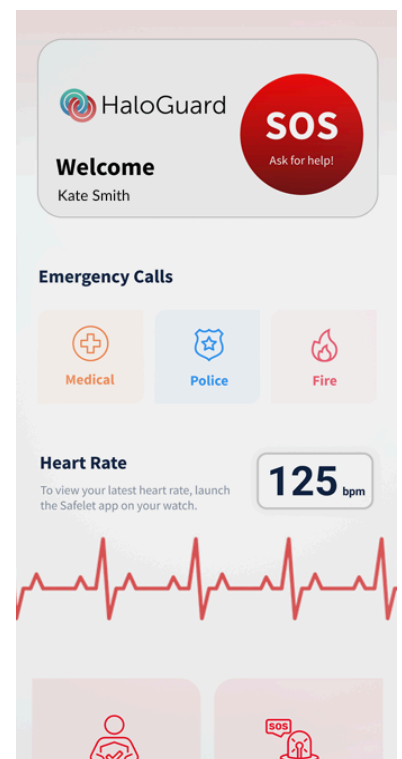 HaloGuard
SOS
Ask for help!
Welcome
Kate Smith
Emergency Calls
Medical
Police
Fire
Heart Rate
To view your latest heart rate, launch
the Safelet app on your watch.
125 bpm
SOS